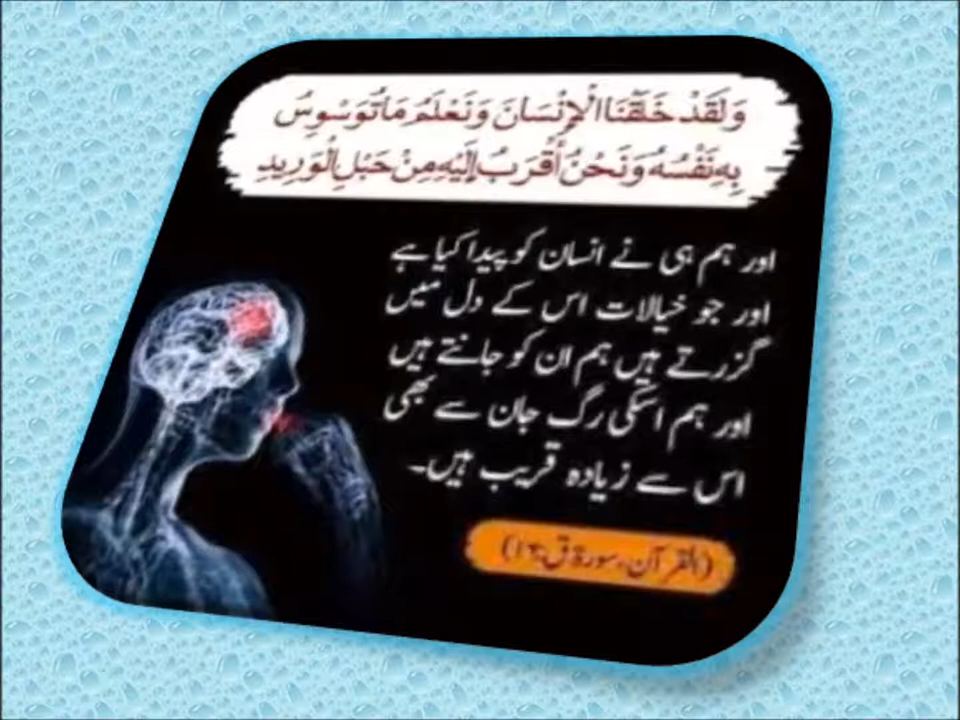 وَلَقَدْ خَلَقْنَا الْإِنْسَانَ وَنَعْلَمُ مَا تُوَسْوِسُ
بِهِ نَفْسُهُ وَنَحْنُ أَقْرَبُ إِلَيْهِ مِنْ حَبْلِ الْوَرِيدِ
اور ہم ہی نے انسان کو پیدا کیا ہے
اور جو خیالات اس کے دل میں
گزرتے ہیں ہم ان کو جانتے ہیں
اور ہم اسکی رگ جان سے بھی
اس سے زیادہ قریب ہیں۔
(القرآن، سورۃ ق: ۱۶)